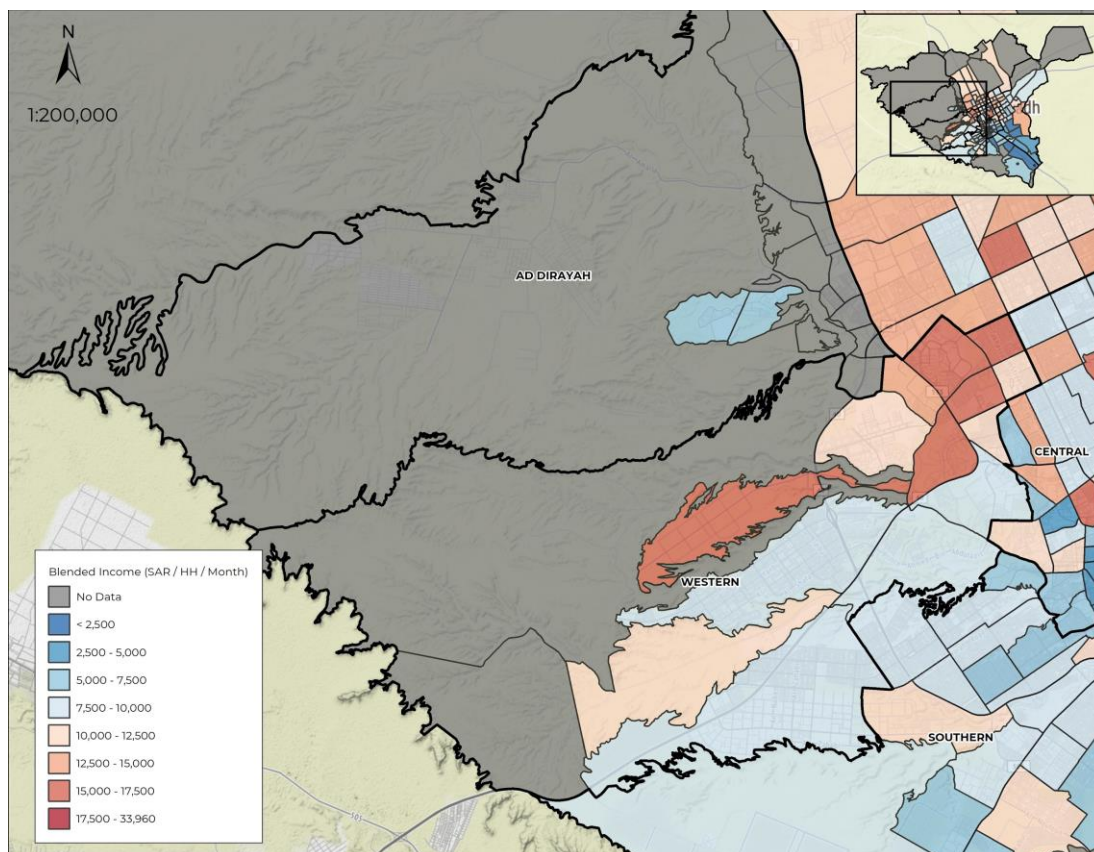 N
1:200,000
dh
AD DIRAYAH
CENTRAL
WESTERN
SOUTHERN
Blended Income (SAR / HH / Month)
No Data
< 2,500
2,500 - 5,000
5,000 - 7,500
7,500 - 10,000
10,000 - 12,500
12,500 - 15,000
15,000 - 17,500
17,500 - 33,960
505